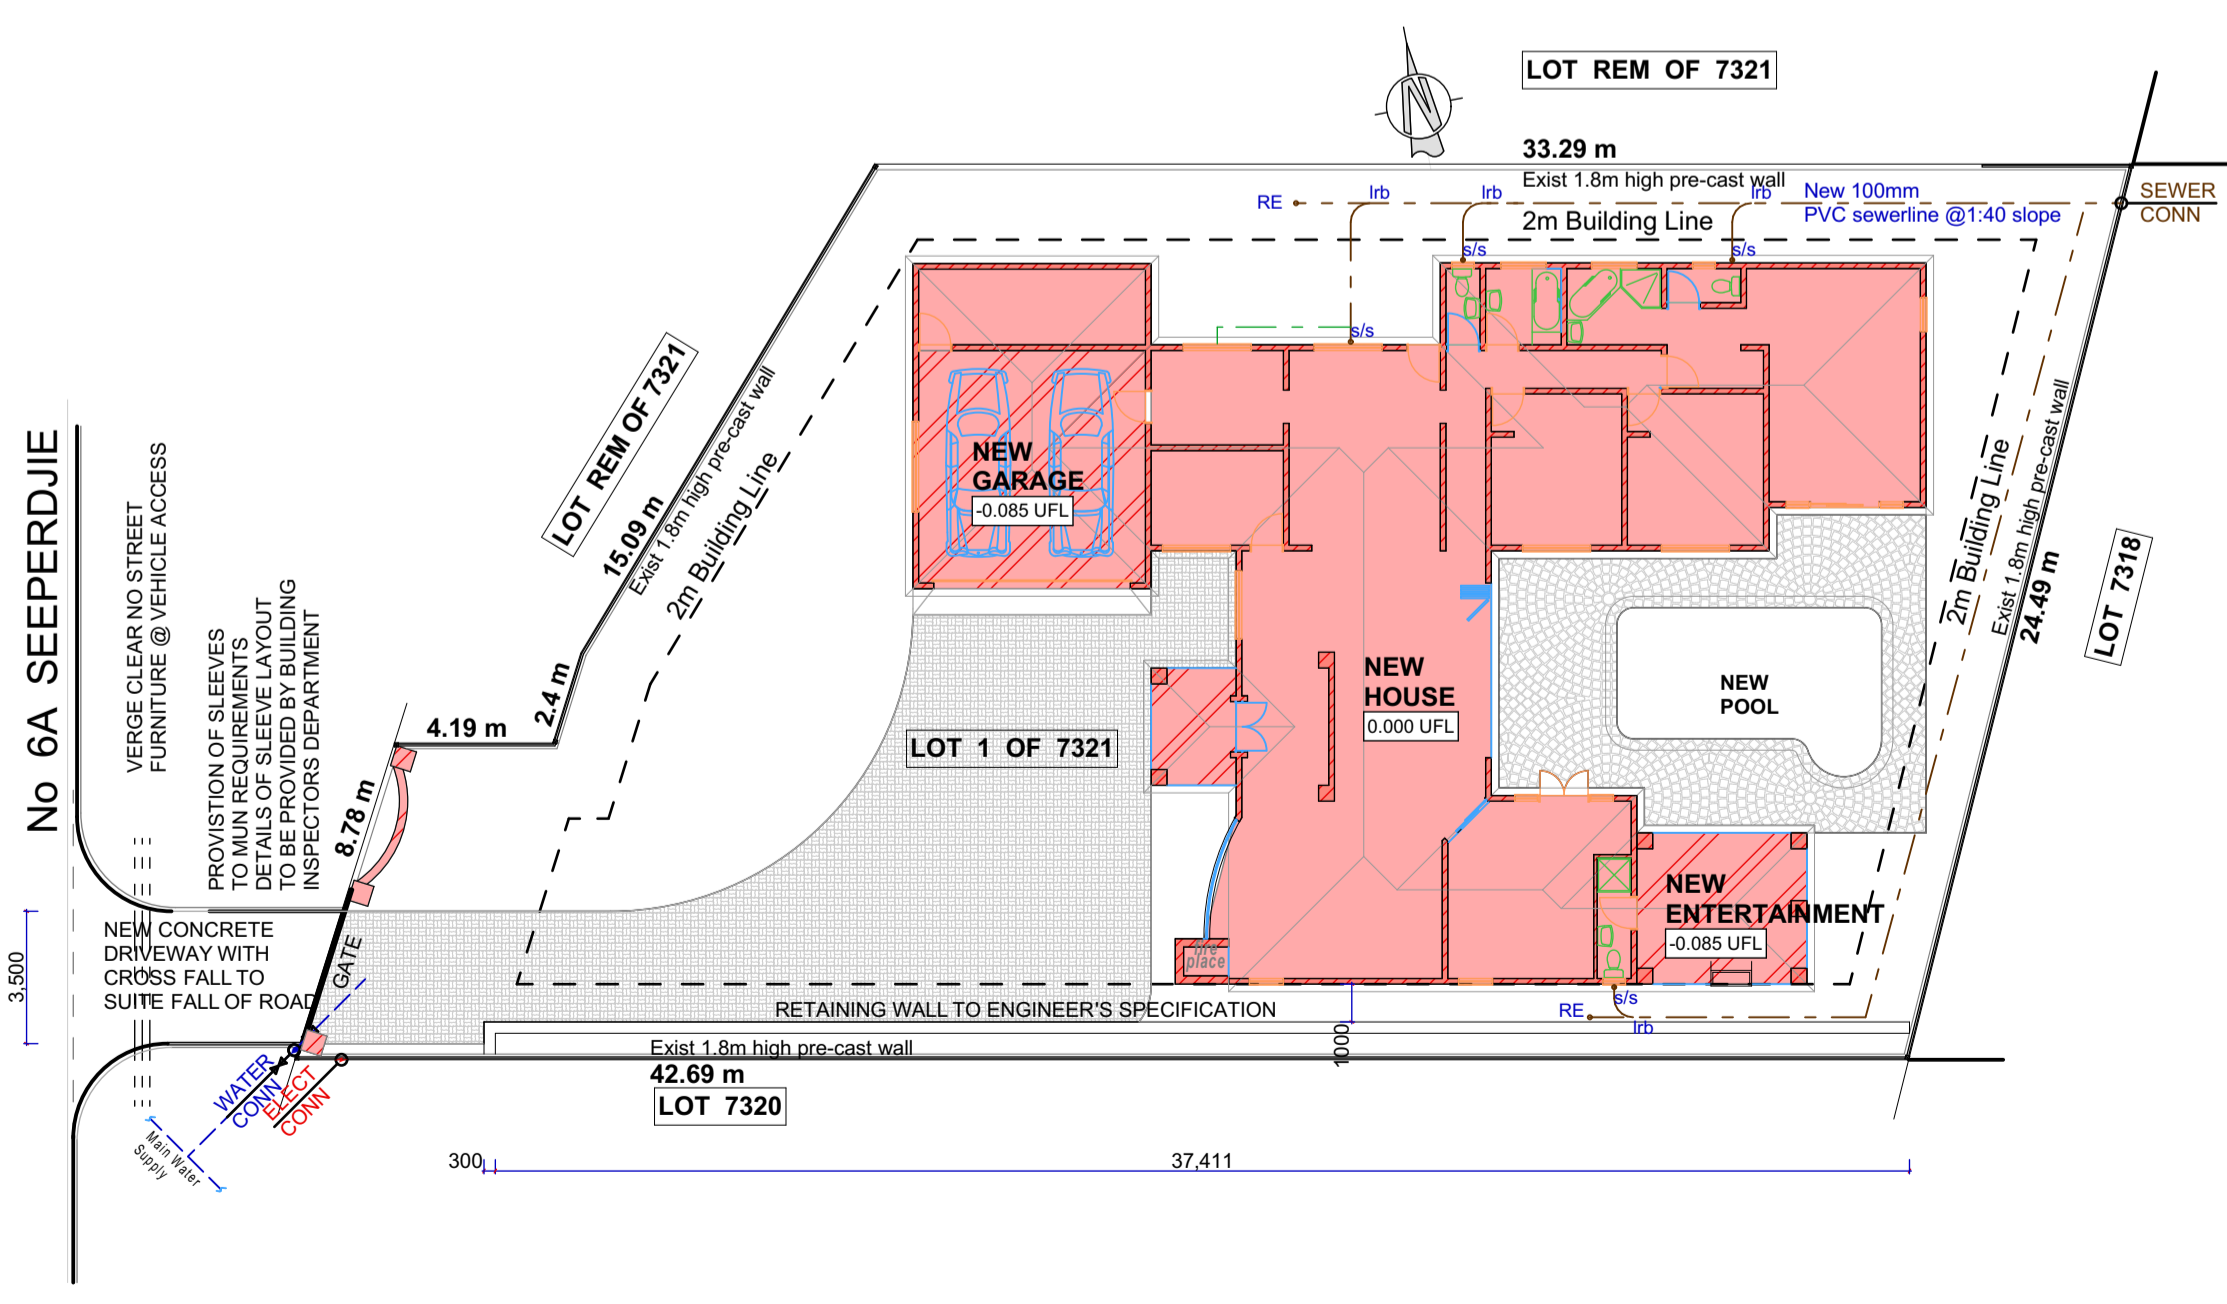 LOT REM OF 7321
N
33.29 m
Exist 1.8m high pre-cast wall
2m Building Line
RE
lrb
lrb
lrb
New 100mm
PVC sewerline @1:40 slope
SEWER
CONN
s/s
s/s
s/s
LOT REM OF 7321
15.09 m
Exist 1.8m high pre-cast wall
2m Building Line
No 6A SEEPERDJIE
VERGE CLEAR NO STREET
FURNITURE @ VEHICLE ACCESS
PROVISTION OF SLEEVES
TO MUN REQUIREMENTS
DETAILS OF SLEEVE LAYOUT
TO BE PROVIDED BY BUILDING
INSPECTORS DEPARTMENT
4.19 m
2.4 m
8.78 m
NEW
GARAGE
-0.085 UFL
NEW
HOUSE
0.000 UFL
NEW
POOL
2m Building Line
Exist 1.8m high pre-cast wall
24.49 m
LOT 7318
LOT 1 OF 7321
NEW
ENTERTAINMENT
-0.085 UFL
fire
place
3,500
NEW CONCRETE
DRIVEWAY WITH
CROSS FALL TO
SUITE FALL OF ROAD
GATE
RETAINING WALL TO ENGINEER'S SPECIFICATION
RE
s/s
lrb
1000
Exist 1.8m high pre-cast wall
42.69 m
LOT 7320
WATER
CONN
ELECT
CONN
Main Water
Supply
300
37,411